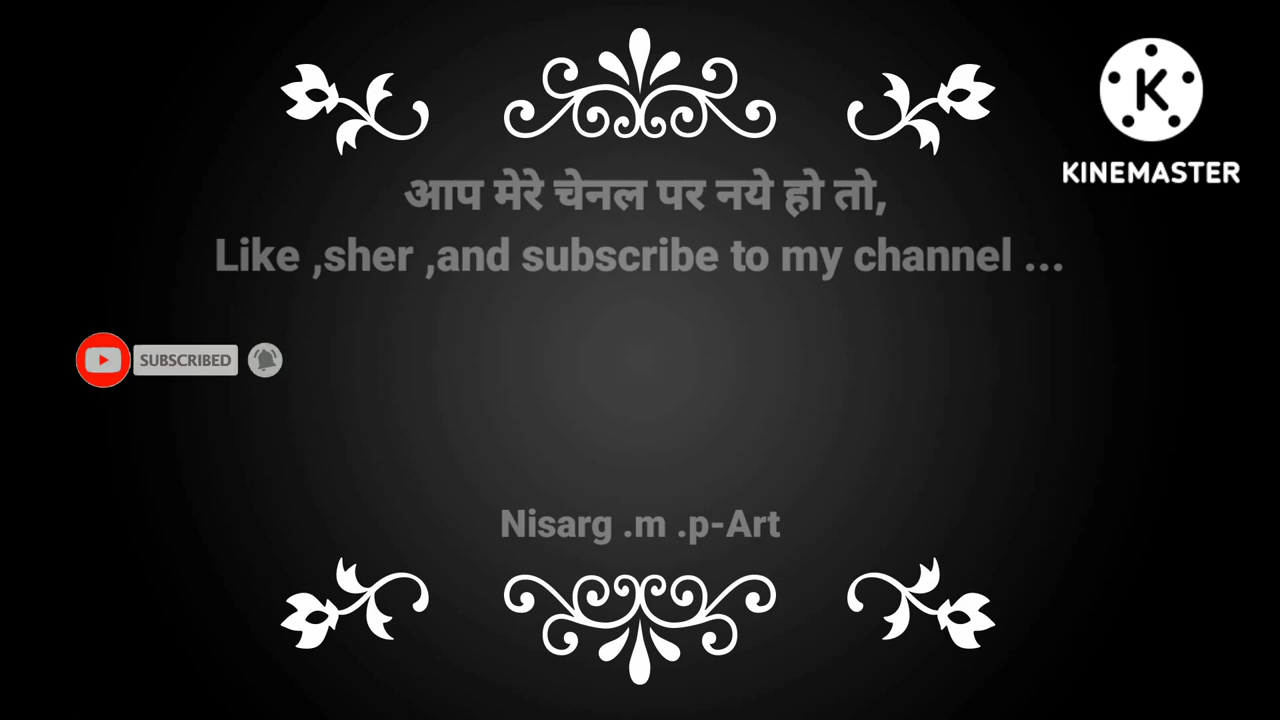 K
KINEMASTER
आप मेरे चेनल पर नये हो तो,
Like ,sher ,and subscribe to my channel ...
SUBSCRIBED
Nisarg .m .p-Art